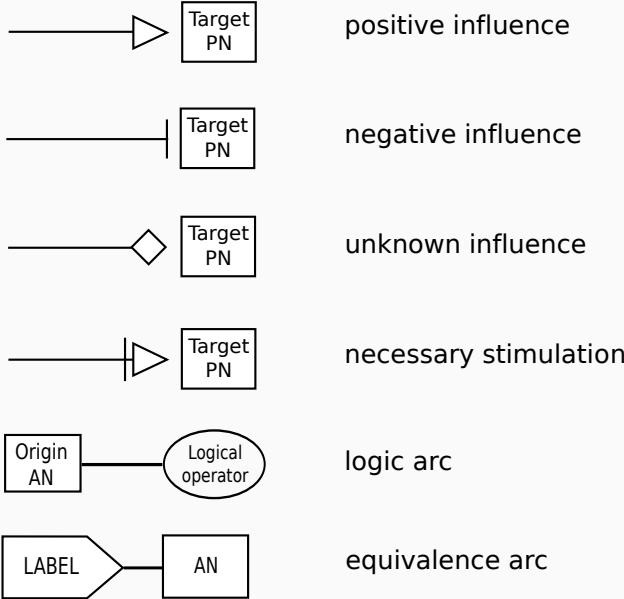 Target
PN
positive influence
Target
PN
negative influence
Target
PN
unknown influence
Target
PN
necessary stimulation
Origin
AN
Logical
operator
logic arc
LABEL
AN
equivalence arc